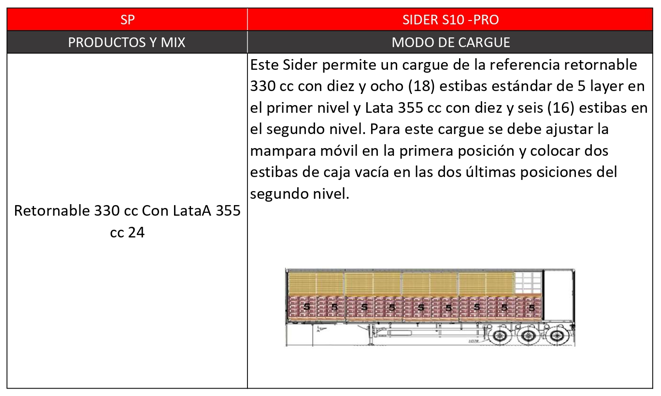 SP
SIDER S10 -PRO
PRODUCTOS Y MIX
MODO DE CARGUE
Retornable 330 cc Con LataA 355
cc 24
Este Sider permite un cargue de la referencia retornable
330 cc con diez y ocho (18) estibas estándar de 5 layer en
el primer nivel y Lata 355 cc con diez y seis (16) estibas en
el segundo nivel. Para este cargue se debe ajustar la
mampara móvil en la primera posición y colocar dos
estibas de caja vacía en las dos últimas posiciones del
segundo nivel.